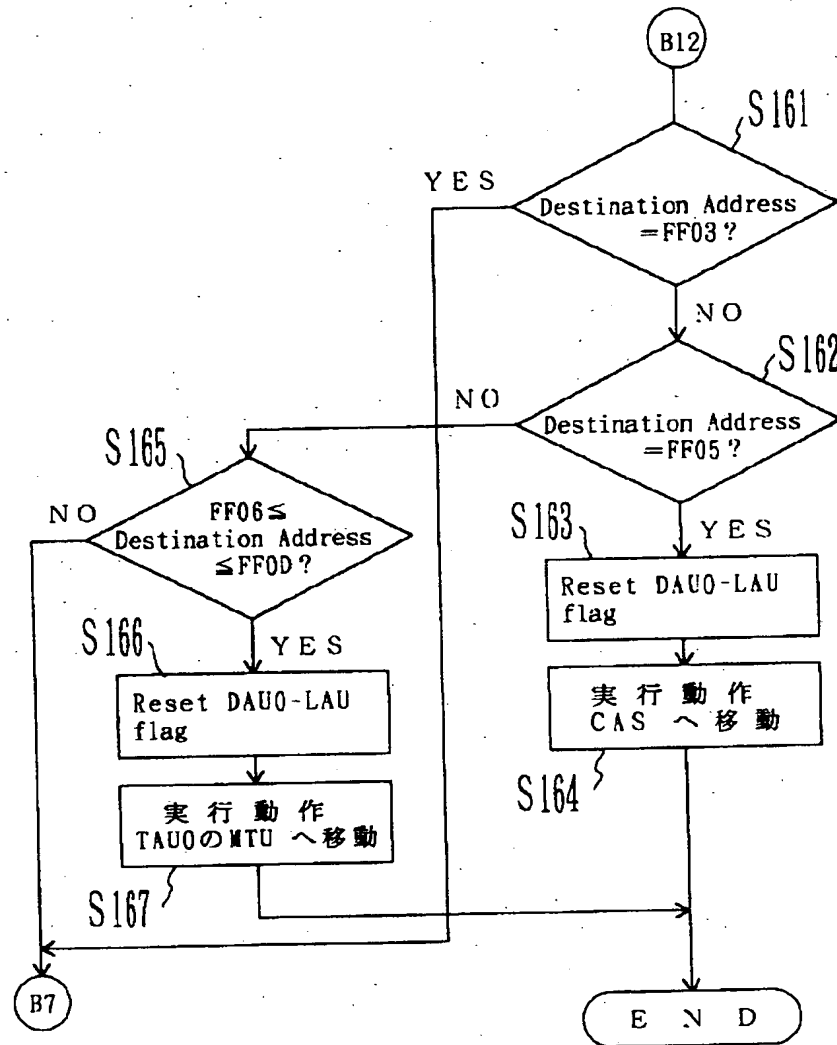 B12
S161
YES
Destination Address
=FF03?
NO
S162
NO
Destination Address
=FF05?
S165
NO
FF06≦
Destination Address
≦FF0D?
S163
YES
Reset DAU0-LAU
flag
S166
YES
Reset DAU0-LAU
flag
実行動作
CAS へ移動
S164
実行動作
TAU0のMTU へ移動
S167
B7
END